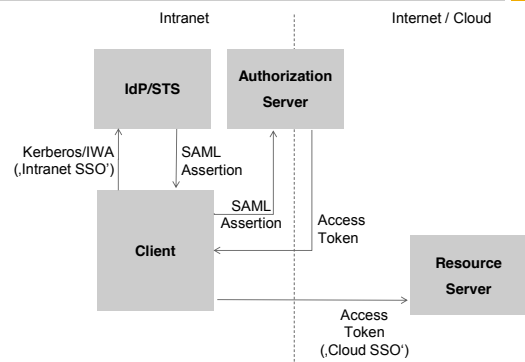 Intranet
Internet / Cloud
IdP/STS
Authorization
Server
Kerberos/IWA
(‚Intranet SSO')
SAML
Assertion
SAML
Assertion
Access
Token
Client
Resource
Server
Access
Token
(‚Cloud SSO‘)